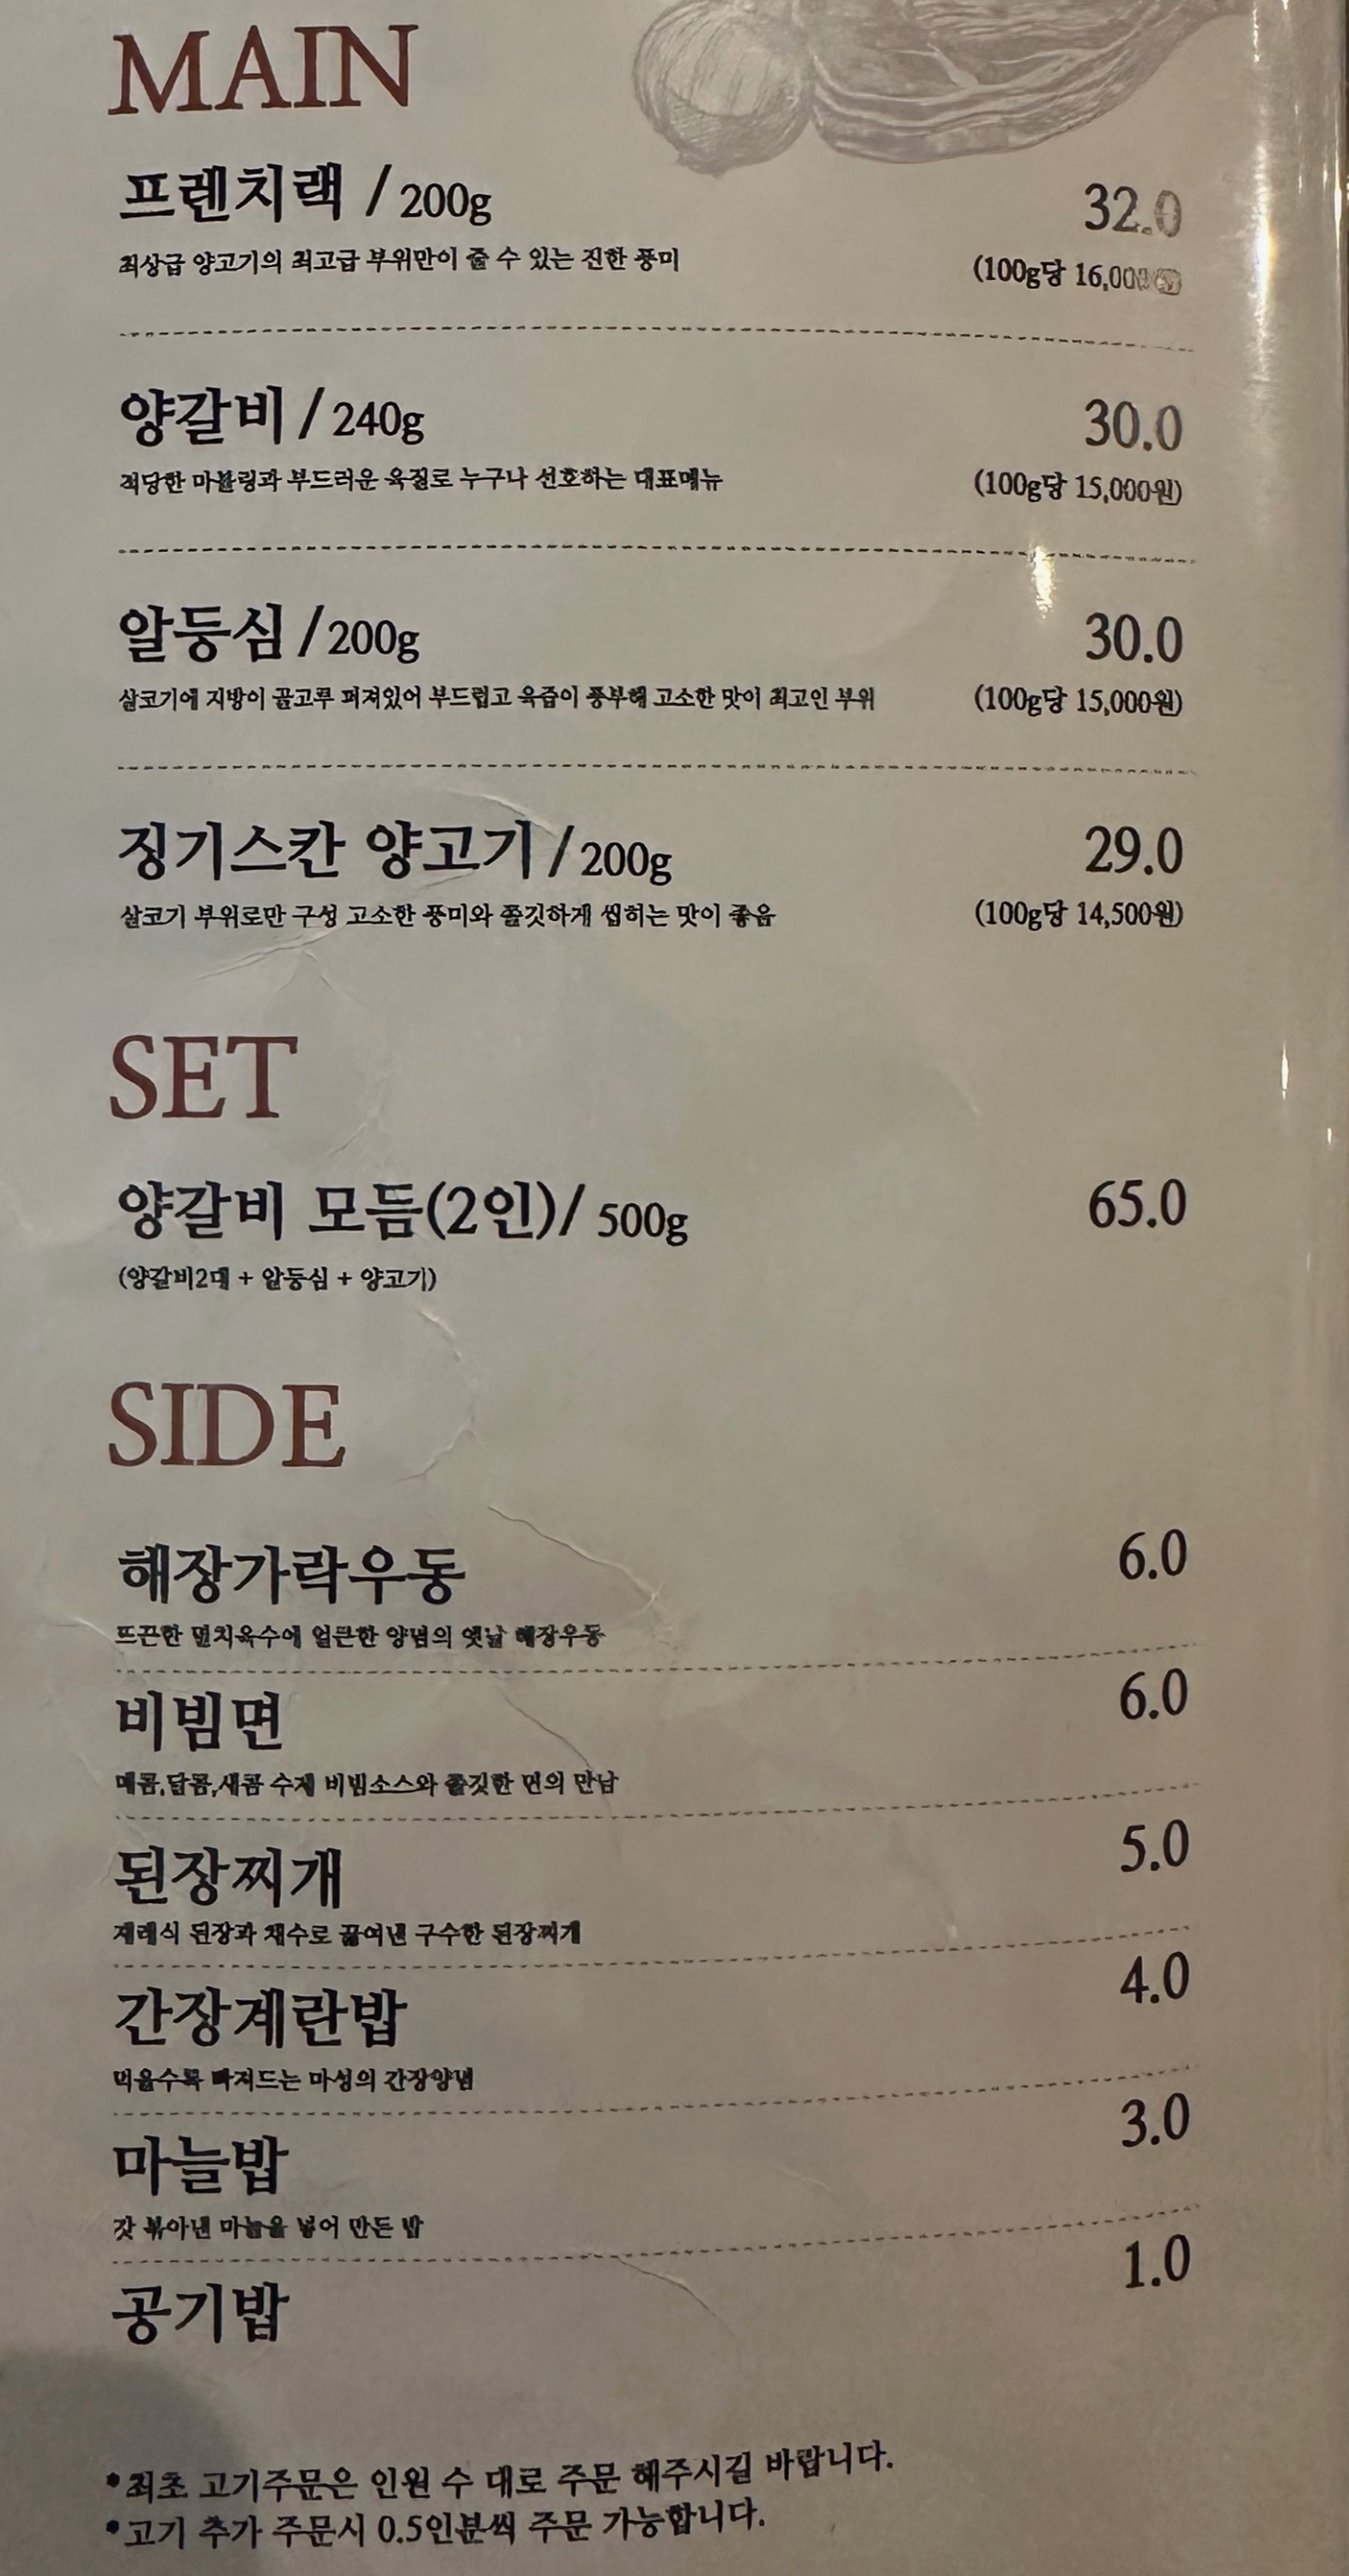 MAIN
프렌치랙 / 200g 32.0
최상급 양고기의 최고급 부위만이 줄 수 있는 진한 풍미 (100g당 16,00
양갈비 / 240g 30.0
적당한 마블링과 부드러운 육질로 누구나 선호하는 대표메뉴 (100g당 15,000원)
알등심 / 200g 30.0
살코기에 지방이 골고루 퍼져있어 부드럽고 육즙이 풍부해 고소한 맛이 최고인 부위 (100g당 15,000원)
징기스칸 양고기 / 200g 29.0
살코기 부위로만 구성 고소한 풍미와 쫄깃하게 씹히는 맛이 좋음 (100g당 14,500원)
SET
양갈비 모듬(2인)/ 500g 65.0
(양갈비2대 + 알등심 + 양고기)
SIDE
해장가락우동 6.0
뜨끈한 멸치육수에 얼큰한 양념의 옛날 해장우동
비빔면 6.0
매콤,달콤,새콤 수제 비빔소스와 쫄깃한 면의 만남
된장찌개 5.0
재래식 된장과 채수로 끓여낸 구수한 된장찌개
간장계란밥 4.0
먹을수록 빠져드는 마성의 간장양념
마늘밥 3.0
갓 볶아낸 마늘을 넣어 만든 밥
공기밥 1.0
•최초 고기주문은 인원 수 대로 주문 해주시길 바랍니다.
•고기 추가 주문시 0.5인분씩 주문 가능합니다.